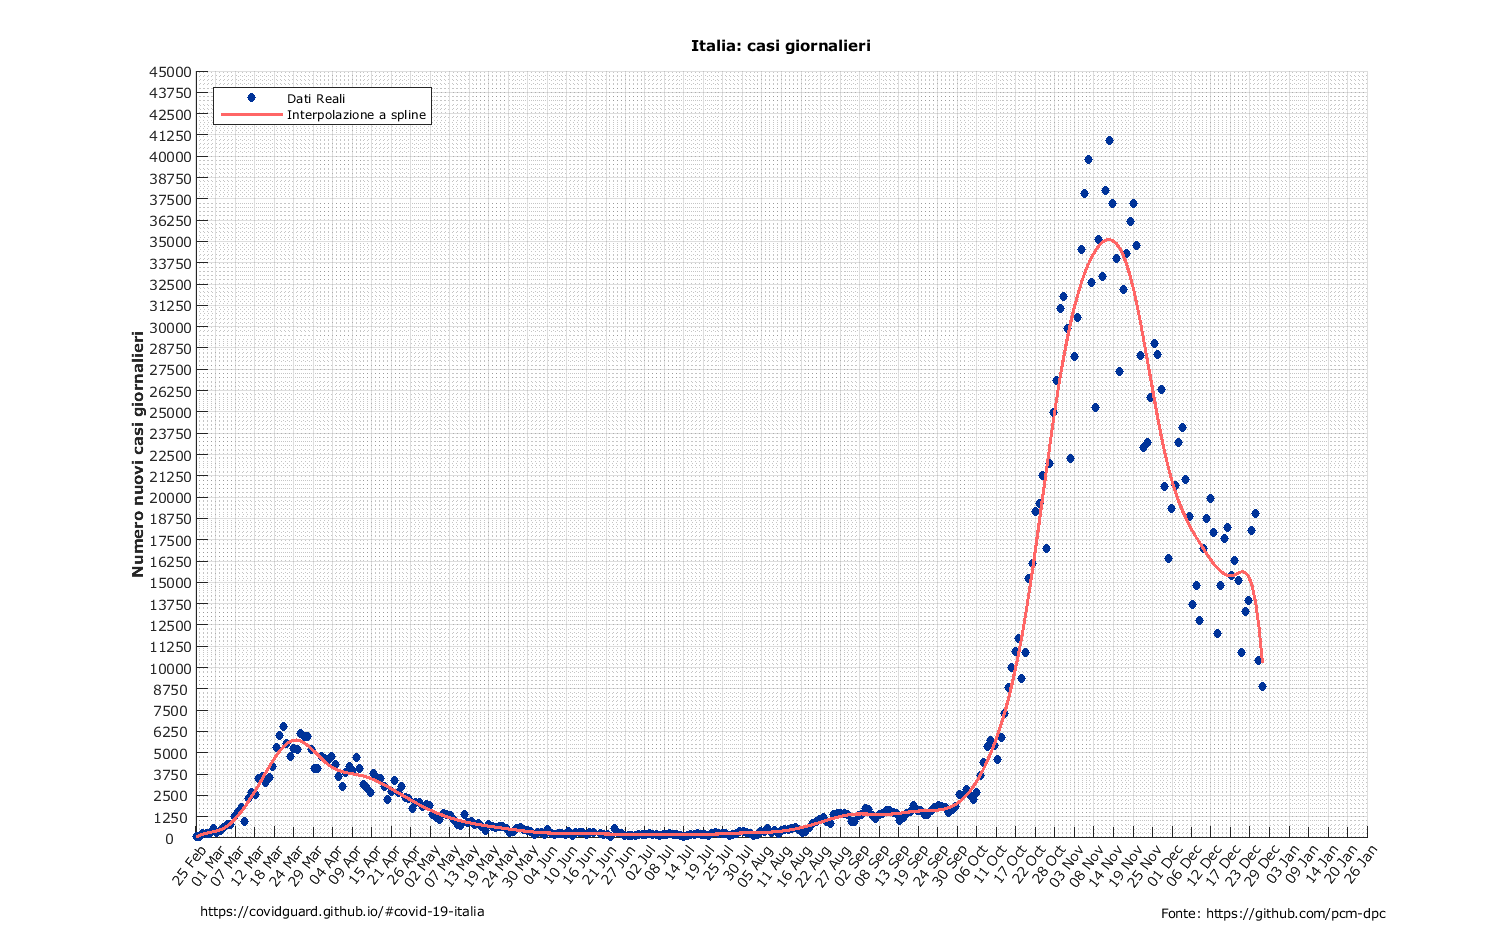 Italia: casi giornalieri
45000
43750
42500
41250
40000
38750
37500
36250
35000
33750
32500
31250
30000
28750
27500
26250
25000
23750
22500
21250
20000
18750
17500
16250
15000
13750
12500
11250
10000
8750
7500
6250
5000
3750
2500
1250
0
Numero nuovi casi giornalieri
Dati Reali
Interpolazione a spline
25 Feb
01 Mar
07 Mar
12 Mar
18 Mar
24 Mar
29 Mar
04 Apr
09 Apr
15 Apr
21 Apr
26 Apr
02 May
07 May
13 May
19 May
24 May
30 May
04 Jun
10 Jun
16 Jun
21 Jun
27 Jun
02 Jul
08 Jul
14 Jul
19 Jul
25 Jul
30 Jul
05 Aug
11 Aug
16 Aug
22 Aug
27 Aug
02 Sep
08 Sep
13 Sep
19 Sep
24 Sep
30 Sep
06 Oct
11 Oct
17 Oct
22 Oct
28 Oct
03 Nov
08 Nov
14 Nov
19 Nov
25 Nov
01 Dec
06 Dec
12 Dec
17 Dec
23 Dec
29 Dec
03 Jan
09 Jan
14 Jan
20 Jan
26 Jan
https://covidguard.github.io/#covid-19-italia
Fonte: https://github.com/pcm-dpc